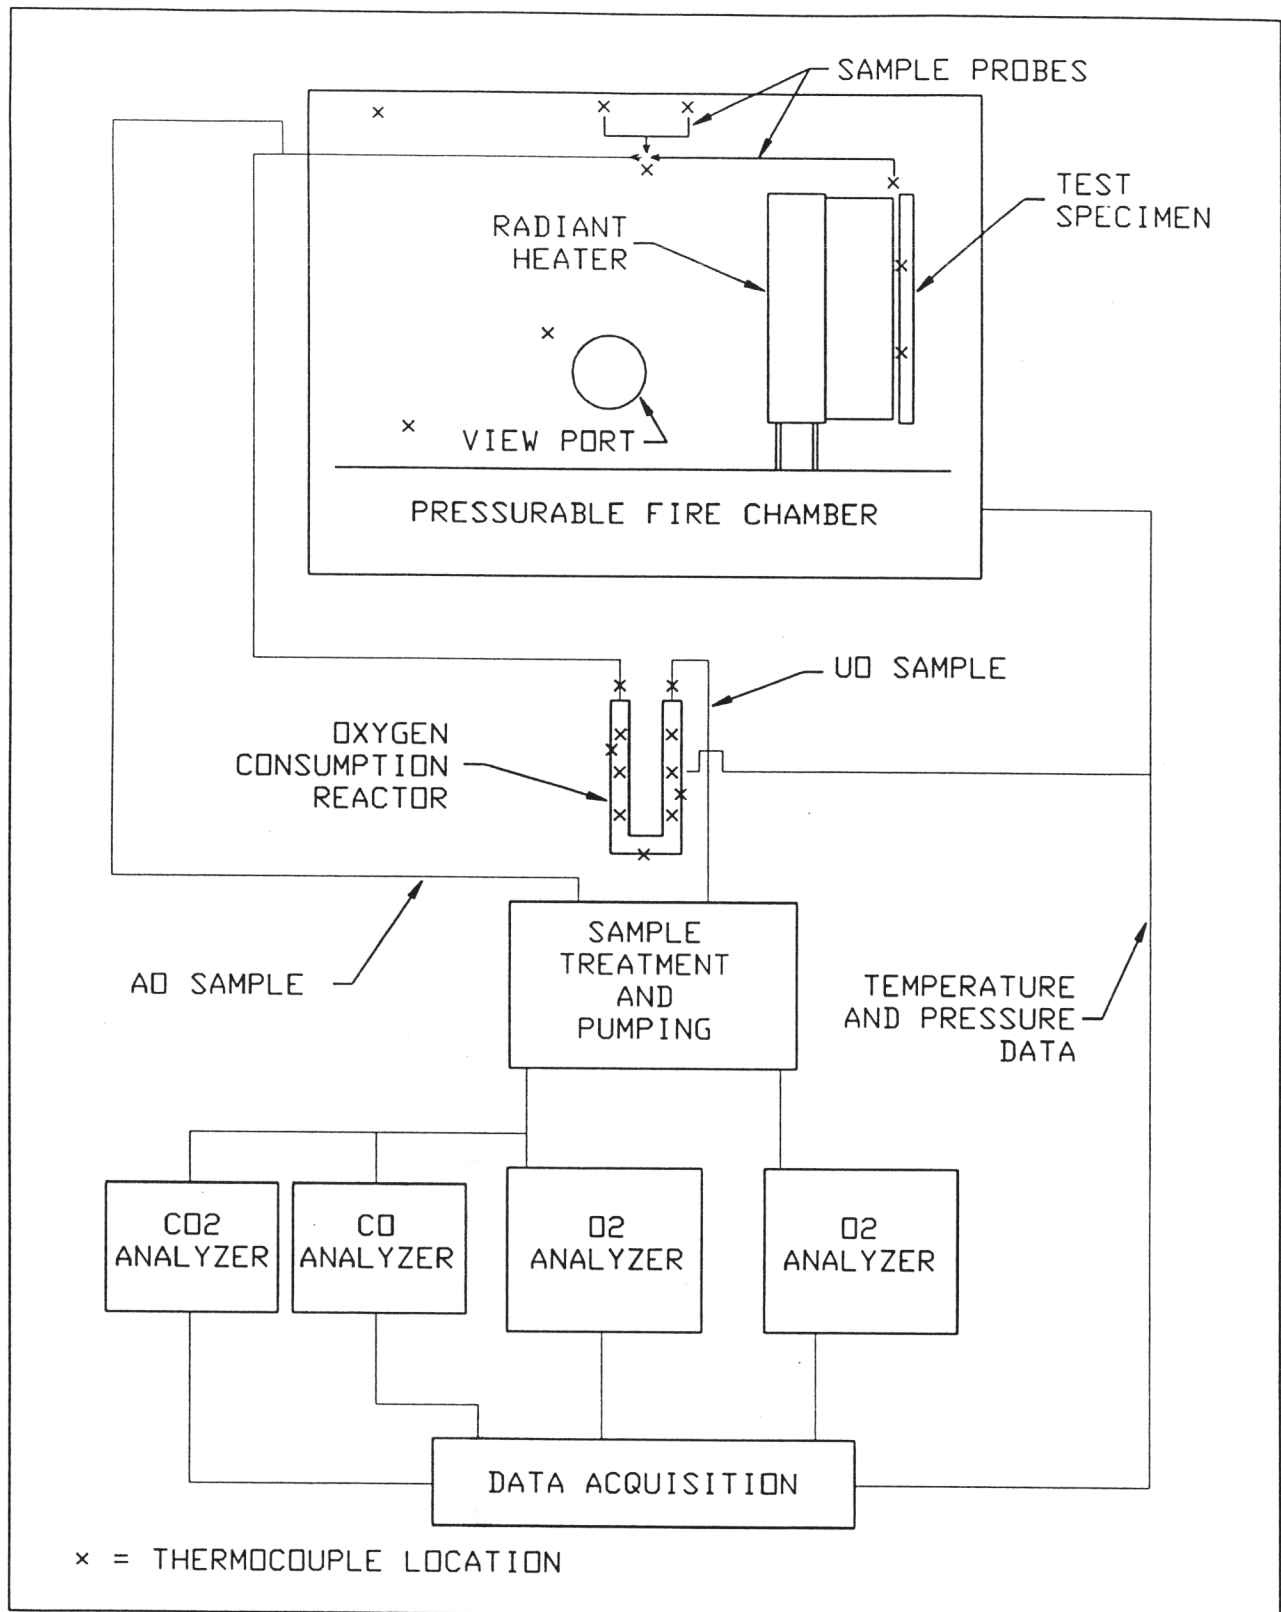 SAMPLE PROBES
TEST
SPECIMEN
RADIANT
HEATER
VIEW PORT
PRESSURABLE FIRE CHAMBER
UO SAMPLE
OXYGEN
CONSUMPTION
REACTOR
SAMPLE
TREATMENT
AND
PUMPING
AO SAMPLE
TEMPERATURE
AND PRESSURE
DATA
CO2
ANALYZER
CO
ANALYZER
O2
ANALYZER
O2
ANALYZER
DATA ACQUISITION
× = THERMOCOUPLE LOCATION